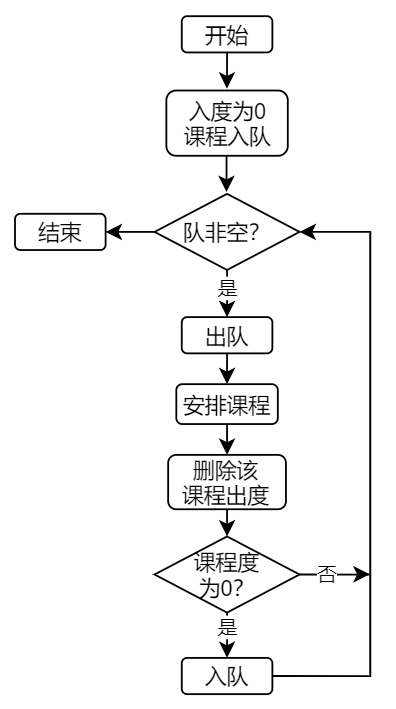 开始
入度为0
课程入队
队非空?
结束
是
出队
安排课程
删除该
课程出度
课程度
为0?
否
是
入队